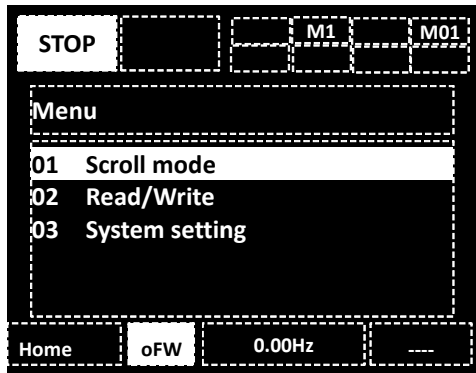 STOP M1 M01
Menu
01 Scroll mode
02 Read/Write
03 System setting
Home oFW 0.00Hz ----